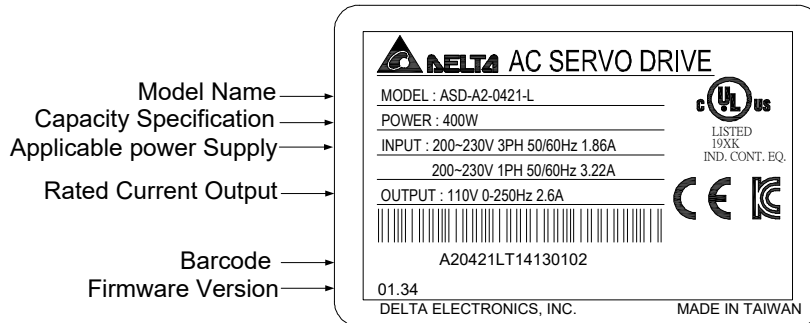 DELTA AC SERVO DRIVE
Model Name
MODEL : ASD-A2-0421-L
Capacity Specification
POWER : 400W
Applicable power Supply
INPUT : 200~230V 3PH 50/60Hz 1.86A
200~230V 1PH 50/60Hz 3.22A
Rated Current Output
OUTPUT : 110V 0-250Hz 2.6A
C UL US
LISTED
19XK
IND. CONT. EQ.
CE
KC
Barcode
A20421LT14130102
Firmware Version
01.34
DELTA ELECTRONICS, INC.
MADE IN TAIWAN